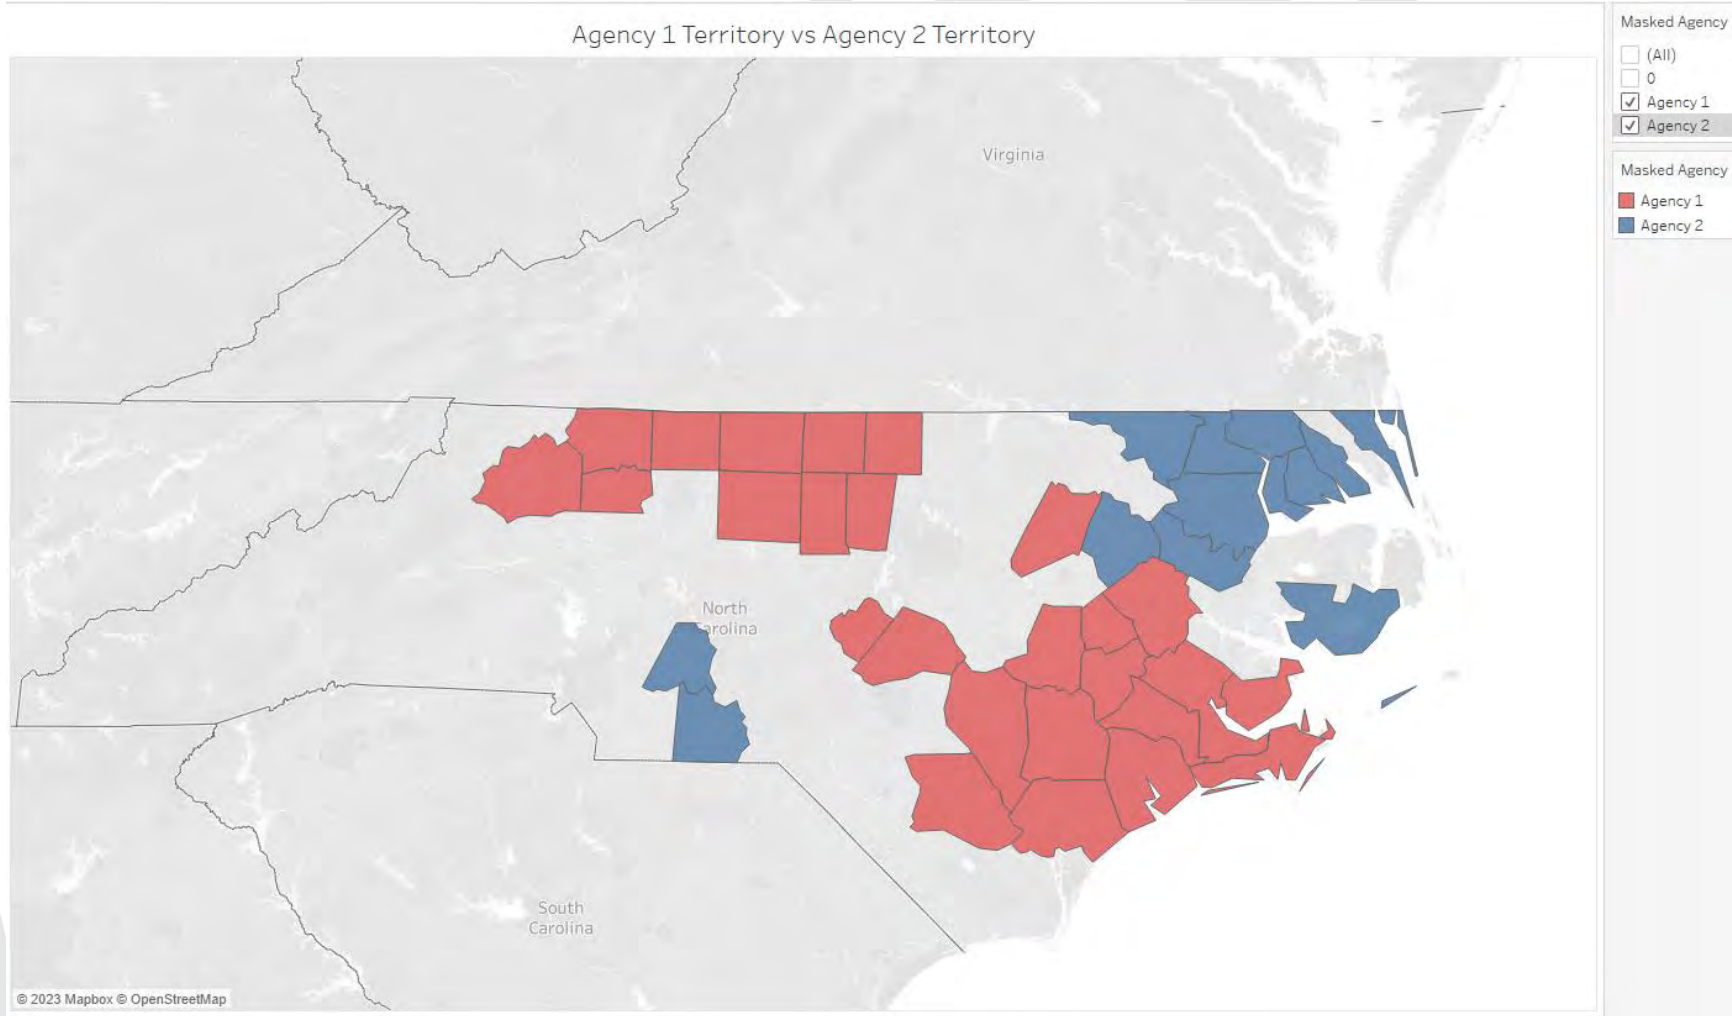 Agency 1 Territory vs Agency 2 Territory
Masked Agency
(All)
0
Agency 1
Agency 2
Masked Agency
Agency 1
Agency 2
Virginia
North
Carolina
South
Carolina
© 2023 Mapbox © OpenStreetMap